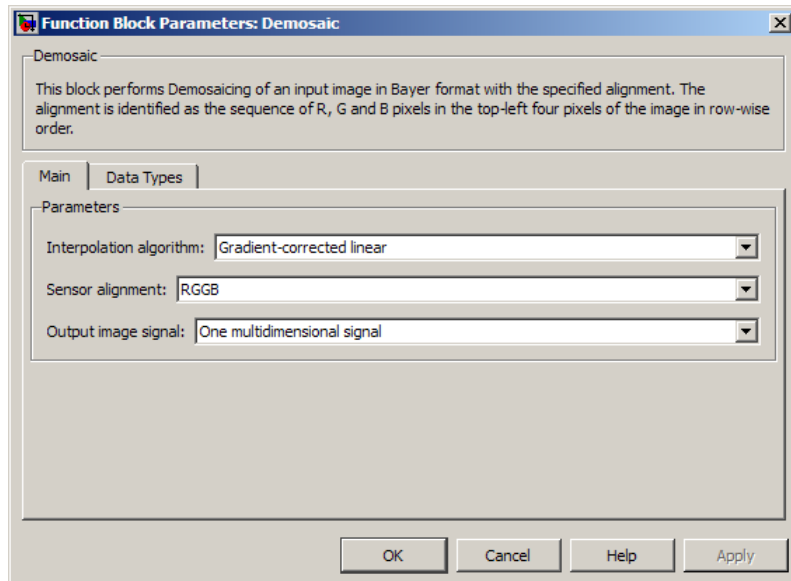 Function Block Parameters: Demosaic
Demosaic
This block performs Demosaicing of an input image in Bayer format with the specified alignment. The
alignment is identified as the sequence of R, G and B pixels in the top-left four pixels of the image in row-wise
order.
Main Data Types
Parameters
Interpolation algorithm: Gradient-corrected linear
Sensor alignment: RGGB
Output image signal: One multidimensional signal
OK Cancel Help Apply